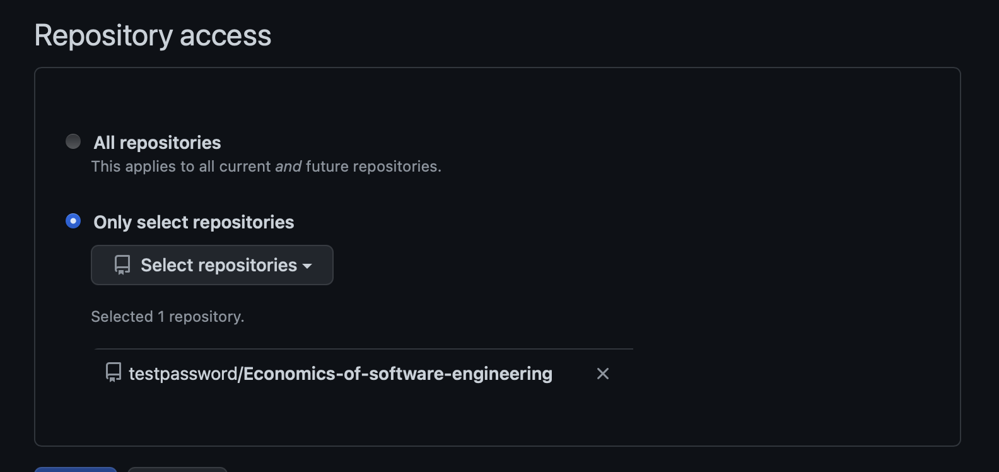 Repository access
All repositories
This applies to all current and future repositories.
Only select repositories
Select repositories
Selected 1 repository.
testpassword/Economics-of-software-engineering